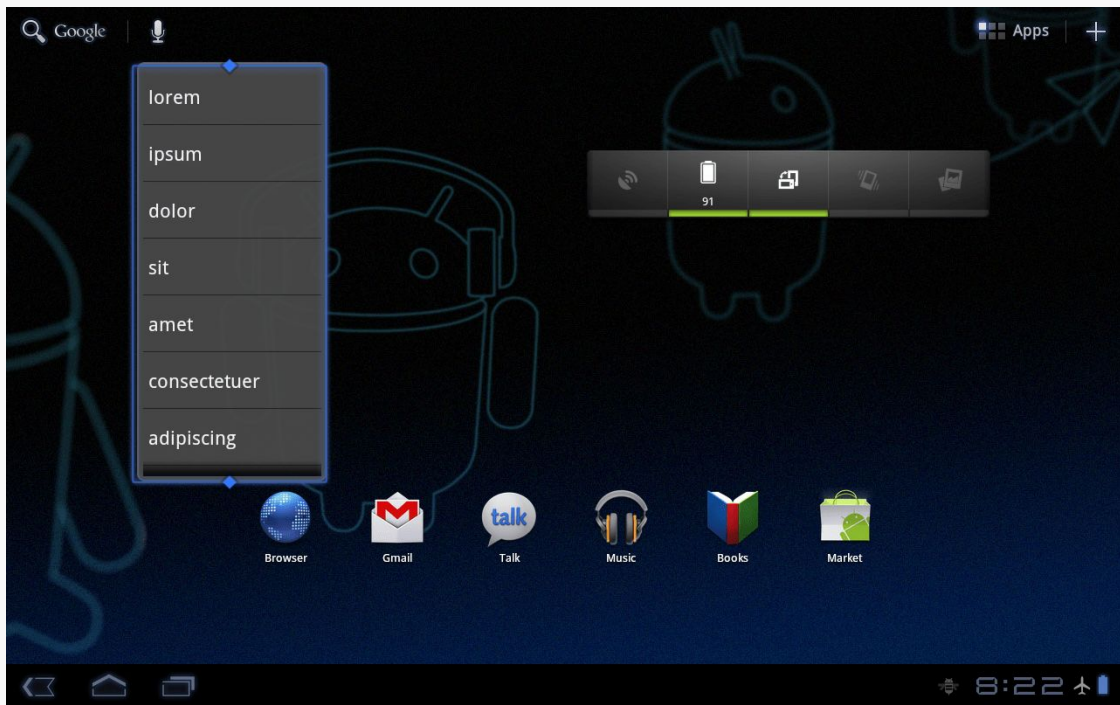 Google
Apps
lorem
ipsum
dolor
sit
amet
consectetuer
adipiscing
91
Browser
Gmail
talk
Talk
Music
Books
Market
8:22